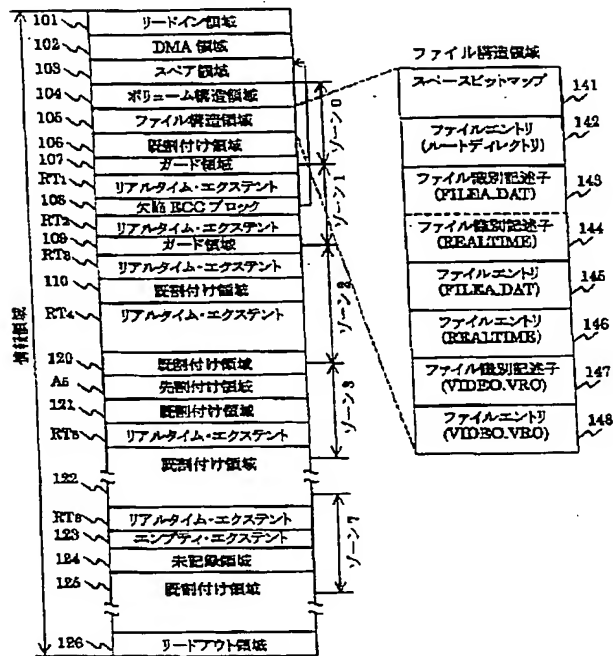 101 リードイン領域
102 DMA 領域
103 スペア領域
104 ボリューム構造領域
105 ファイル構造領域
106 既割付け領域
107 ガード領域
RT1 リアルタイム・エクステント
108 欠陥 ECC ブロック
RT2 リアルタイム・エクステント
109 ガード領域
RT3 リアルタイム・エクステント
110 既割付け領域
RT4 リアルタイム・エクステント
120 既割付け領域
A5 先割付け領域
121 既割付け領域
RT5 リアルタイム・エクステント
既割付け領域
122
RT8 リアルタイム・エクステント
123 エンプティ・エクステント
124 未記録領域
125 既割付け領域
126 リードアウト領域
情報領域
ゾーン 0
ゾーン 1
ゾーン 2
ゾーン 3
ゾーン 7
ファイル構造領域
スペースビットマップ 141
ファイルエントリ 142
(ルートディレクトリ)
ファイル識別記述子 143
(FILEA.DAT)
ファイル識別記述子 144
(REALTIME)
ファイルエントリ 145
(FILEA.DAT)
ファイルエントリ 146
(REALTIME)
ファイル識別記述子 147
(VIDEO.VRO)
ファイルエントリ 148
(VIDEO.VRO)